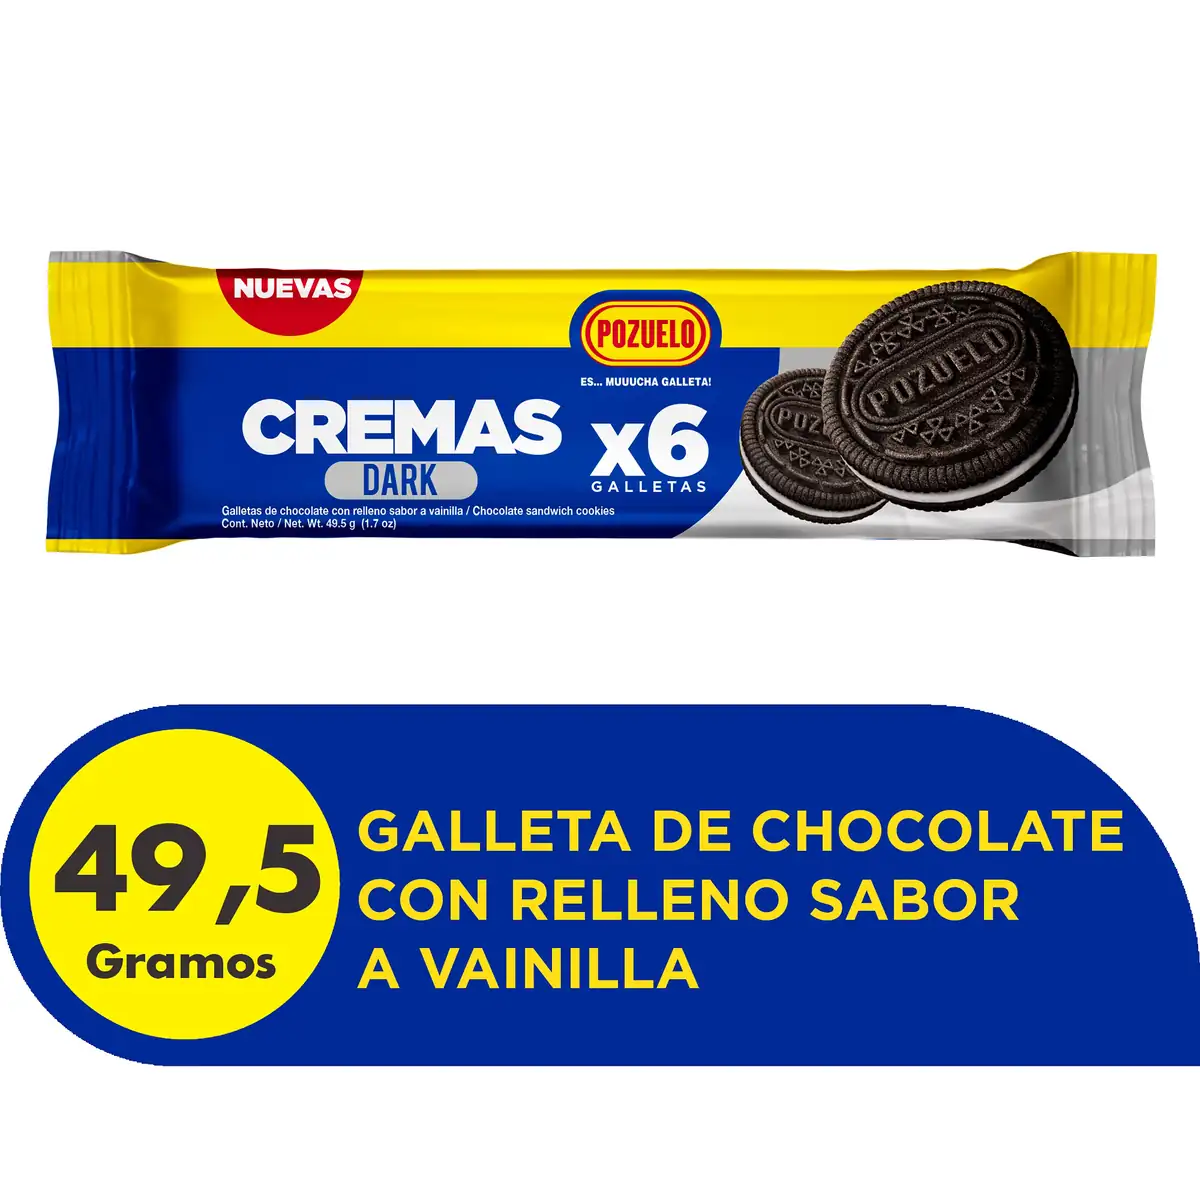 NUEVAS
POZUELO
ES... MUUUCHA GALLETA!
CREMAS
DARK
x6
GALLETAS
Galletas de chocolate con relleno sabor a vainilla / Chocolate sandwich cookies
Cont. Neto / Net. Wt. 49.5 g (1.7 oz)
POZUELO
POZ
49,5
Gramos
GALLETA DE CHOCOLATE
CON RELLENO SABOR
A VAINILLA